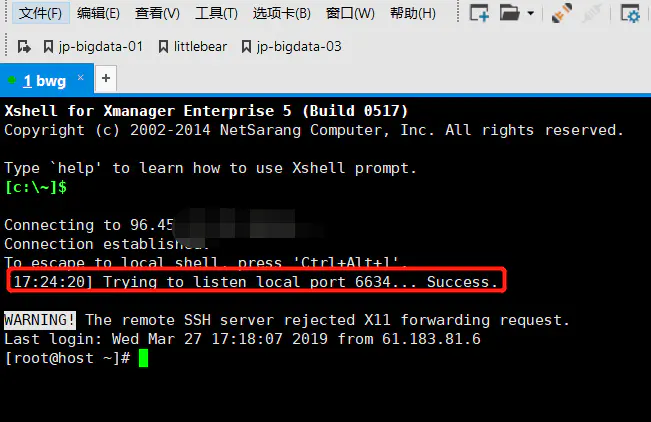 文件(F) 编辑(E) 查看(V) 工具(T) 选项卡(B) 窗口(W) 帮助(H)
jp-bigdata-01 littlebear jp-bigdata-03
1 bwg × +
Xshell for Xmanager Enterprise 5 (Build 0517)
Copyright (c) 2002-2014 NetSarang Computer, Inc. All rights reserved.
Type `help' to learn how to use Xshell prompt.
[c:\~]$
Connecting to 96.45
Connection established.
To escape to local shell, press 'Ctrl+Alt+]'.
[17:24:20] Trying to listen local port 6634... Success.
WARNING! The remote SSH server rejected X11 forwarding request.
Last login: Wed Mar 27 17:18:07 2019 from 61.183.81.6
[root@host ~]#